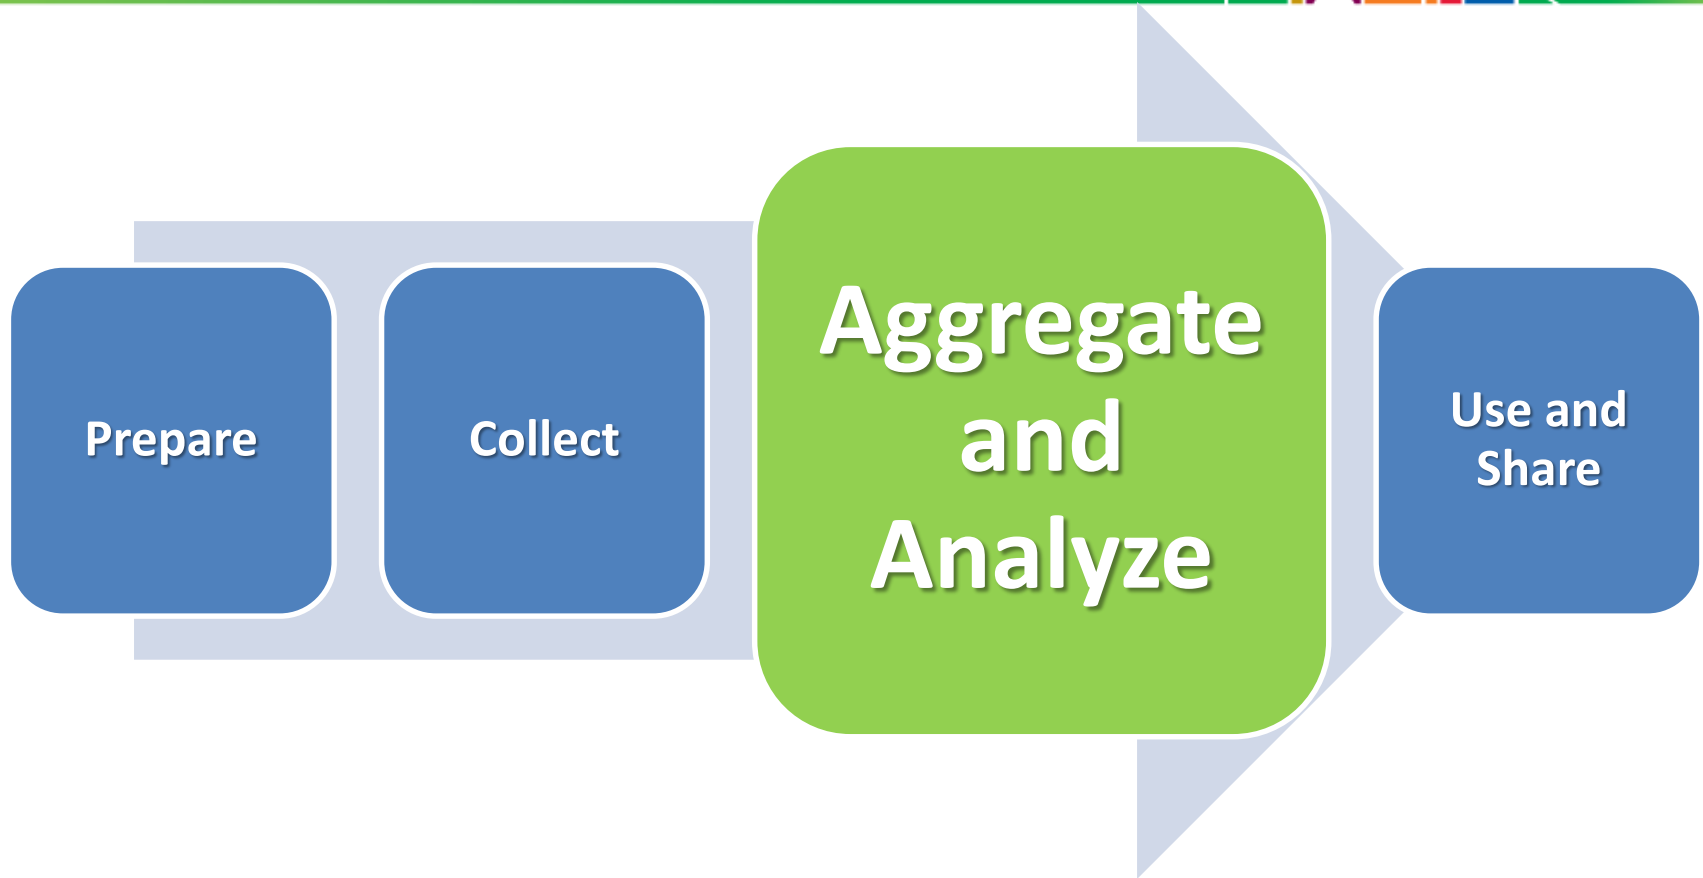 Prepare
Collect
Aggregate
and
Analyze
Use and
Share